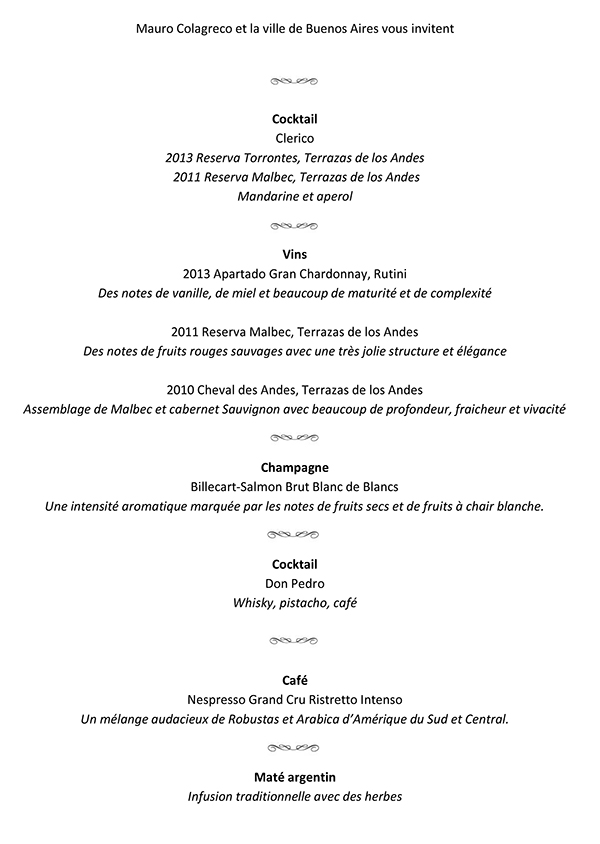 Mauro Colagreco et la ville de Buenos Aires vous invitent
Cocktail
Clerico
2013 Reserva Torrontes, Terrazas de los Andes
2011 Reserva Malbec, Terrazas de los Andes
Mandarine et aperol
Vins
2013 Apartado Gran Chardonnay, Rutini
Des notes de vanille, de miel et beaucoup de maturité et de complexité
2011 Reserva Malbec, Terrazas de los Andes
Des notes de fruits rouges sauvages avec une très jolie structure et élégance
2010 Cheval des Andes, Terrazas de los Andes
Assemblage de Malbec et cabernet Sauvignon avec beaucoup de profondeur, fraicheur et vivacité
Champagne
Billecart-Salmon Brut Blanc de Blancs
Une intensité aromatique marquée par les notes de fruits secs et de fruits à chair blanche.
Cocktail
Don Pedro
Whisky, pistacho, café
Café
Nespresso Grand Cru Ristretto Intenso
Un mélange audacieux de Robustas et Arabica d’Amérique du Sud et Central.
Maté argentin
Infusion traditionnelle avec des herbes